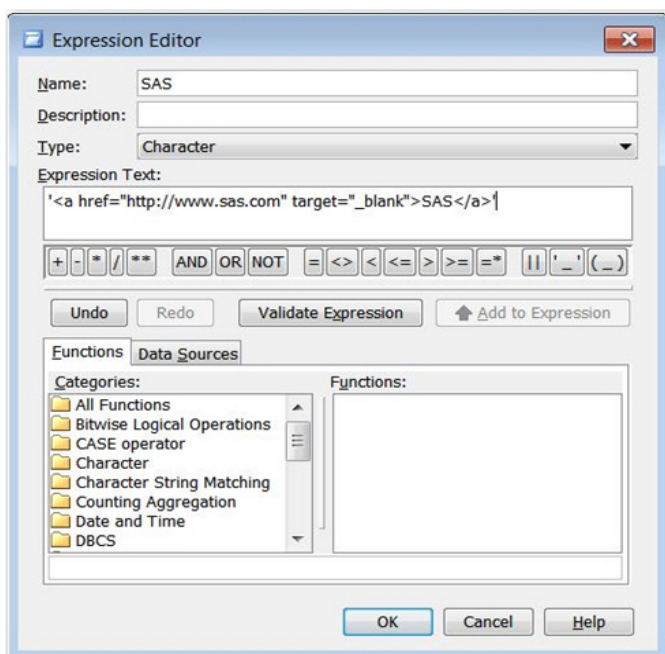 Expression Editor
Name: SAS
Description:
Type: Character
Expression Text:
'<a href="http://www.sas.com" target="_blank">SAS</a>'
+ - * / ** AND OR NOT = <> < <= > >= =* || '_' (_)
Undo Redo Validate Expression Add to Expression
Functions Data Sources
Categories: Functions:
All Functions
Bitwise Logical Operations
CASE operator
Character
Character String Matching
Counting Aggregation
Date and Time
DBCS
OK Cancel Help